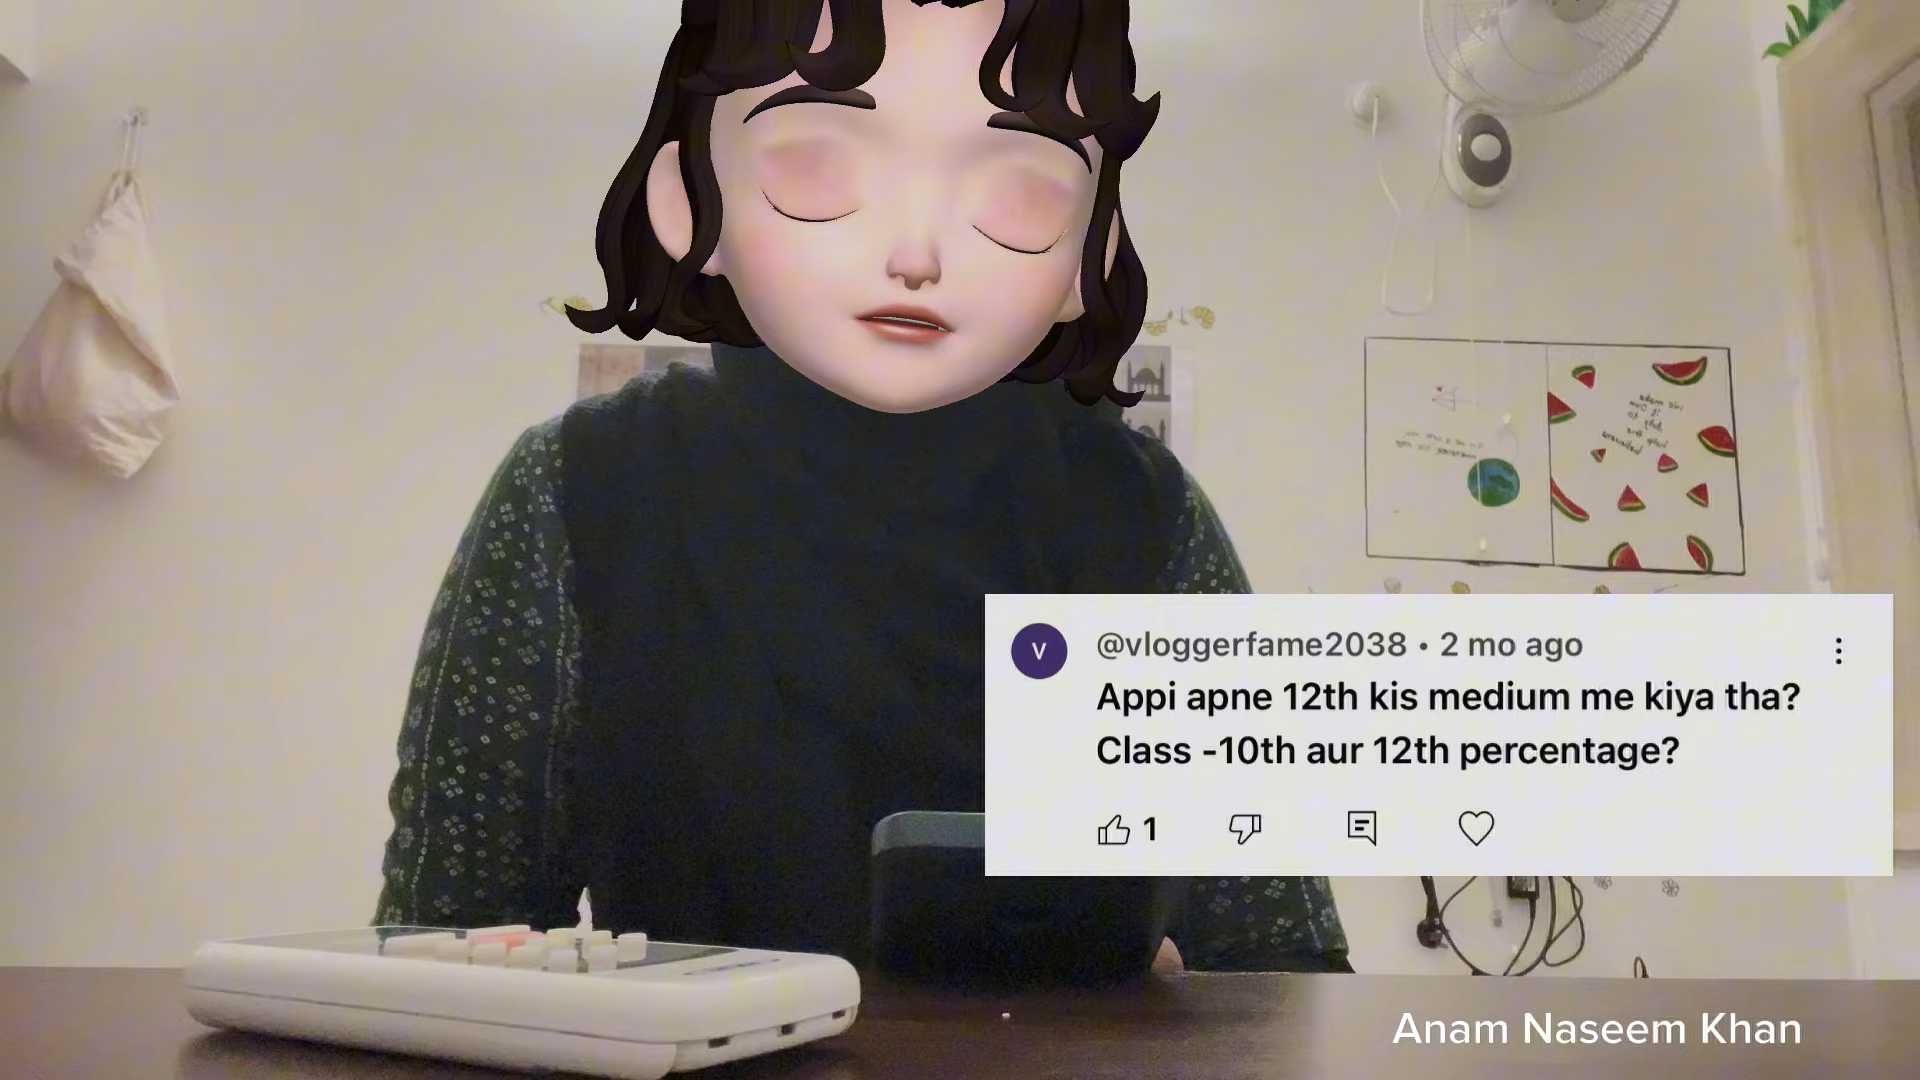 V
@vloggerfame2038 • 2 mo ago
Appi apne 12th kis medium me kiya tha?
Class -10th aur 12th percentage?
1
Anam Naseem Khan